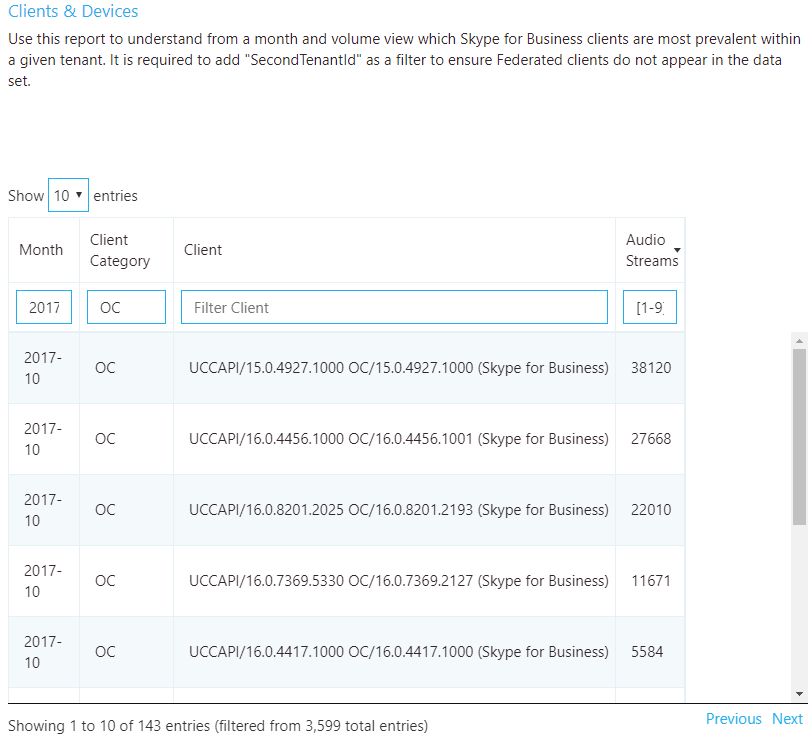 Clients & Devices
Use this report to understand from a month and volume view which Skype for Business clients are most prevalent within
a given tenant. It is required to add "SecondTenantId" as a filter to ensure Federated clients do not appear in the data
set.
Show 10 entries
Month Client Category Client Audio Streams
2017 OC Filter Client [1-9]
2017-10 OC UCCAPI/15.0.4927.1000 OC/15.0.4927.1000 (Skype for Business) 38120
2017-10 OC UCCAPI/16.0.4456.1000 OC/16.0.4456.1001 (Skype for Business) 27668
2017-10 OC UCCAPI/16.0.8201.2025 OC/16.0.8201.2193 (Skype for Business) 22010
2017-10 OC UCCAPI/16.0.7369.5330 OC/16.0.7369.2127 (Skype for Business) 11671
2017-10 OC UCCAPI/16.0.4417.1000 OC/16.0.4417.1000 (Skype for Business) 5584
Showing 1 to 10 of 143 entries (filtered from 3,599 total entries)
Previous Next